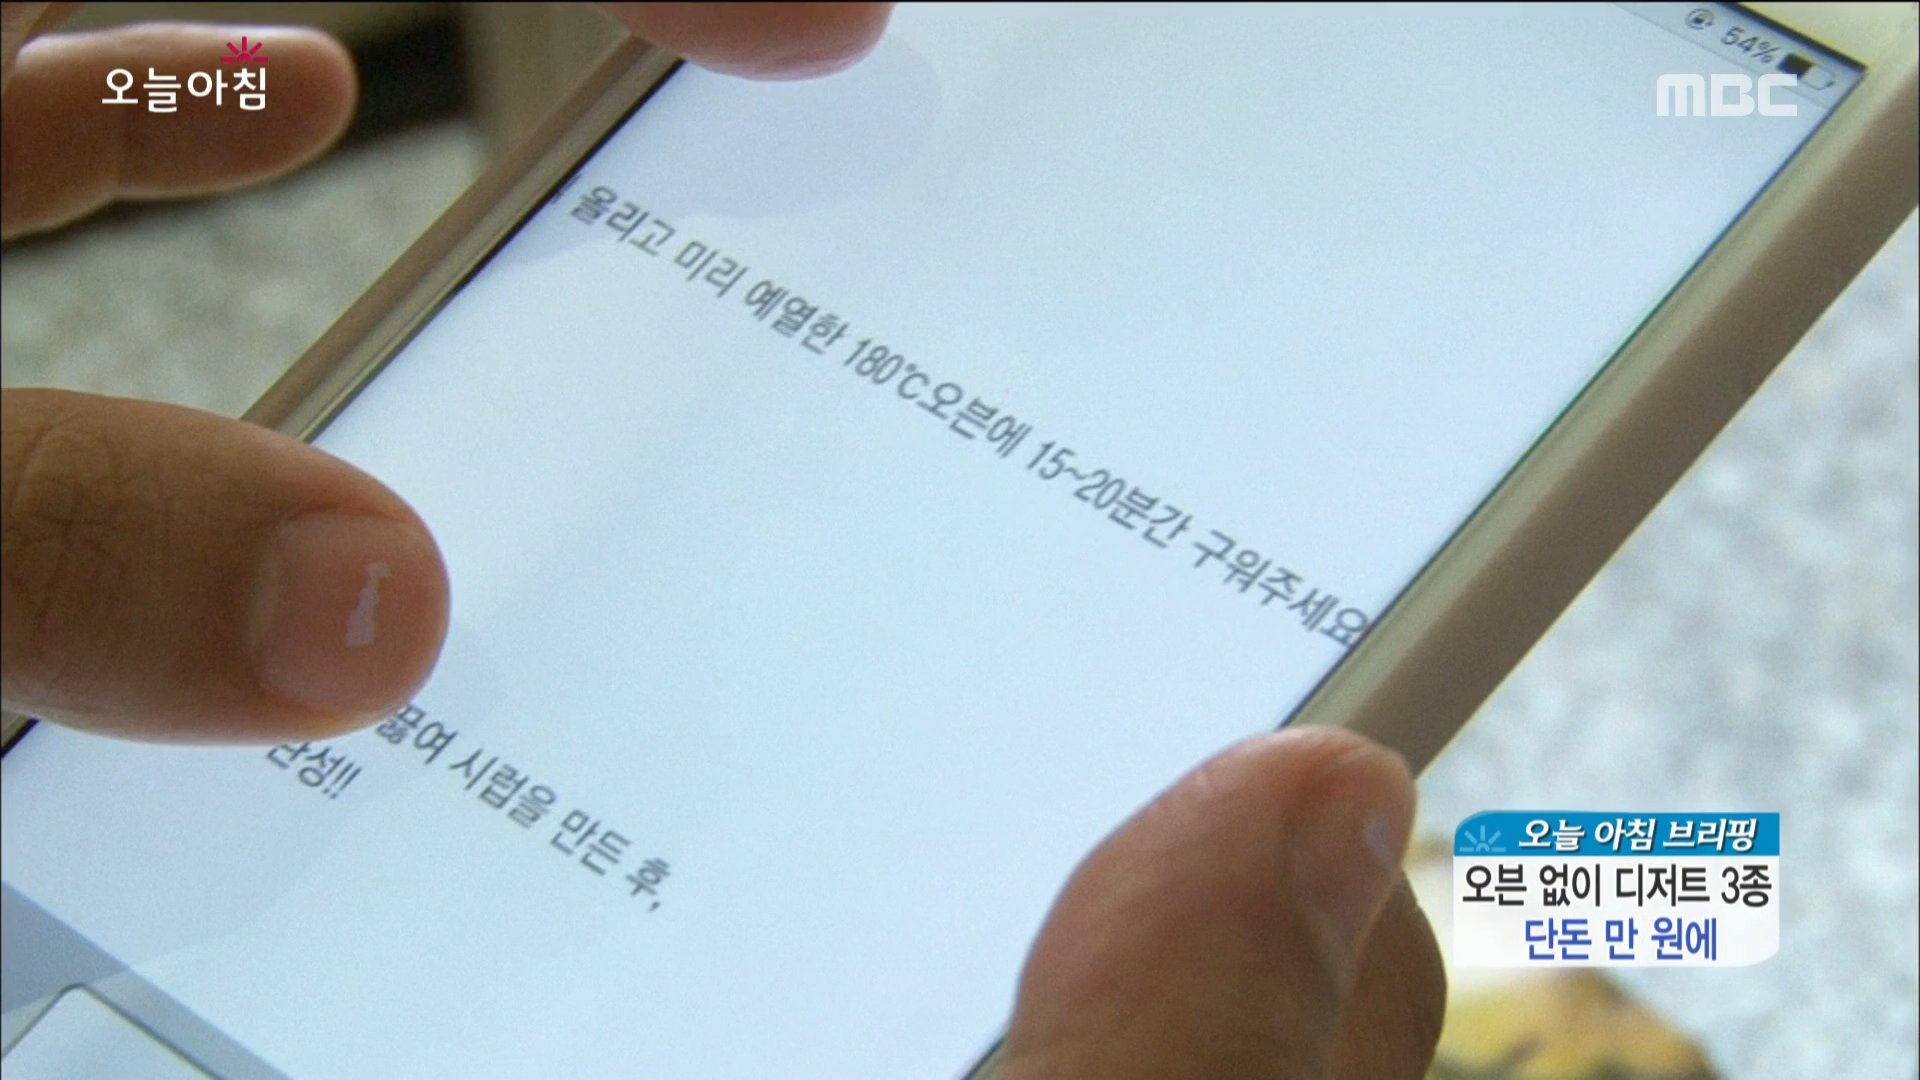 오늘아침
54%
MBC
올리고 미리 예열한 180℃오븐에 15~20분간 구워주세요
끓여 시럽을 만든 후,
완성!!
오늘 아침 브리핑
오븐 없이 디저트 3종
단돈 만 원에